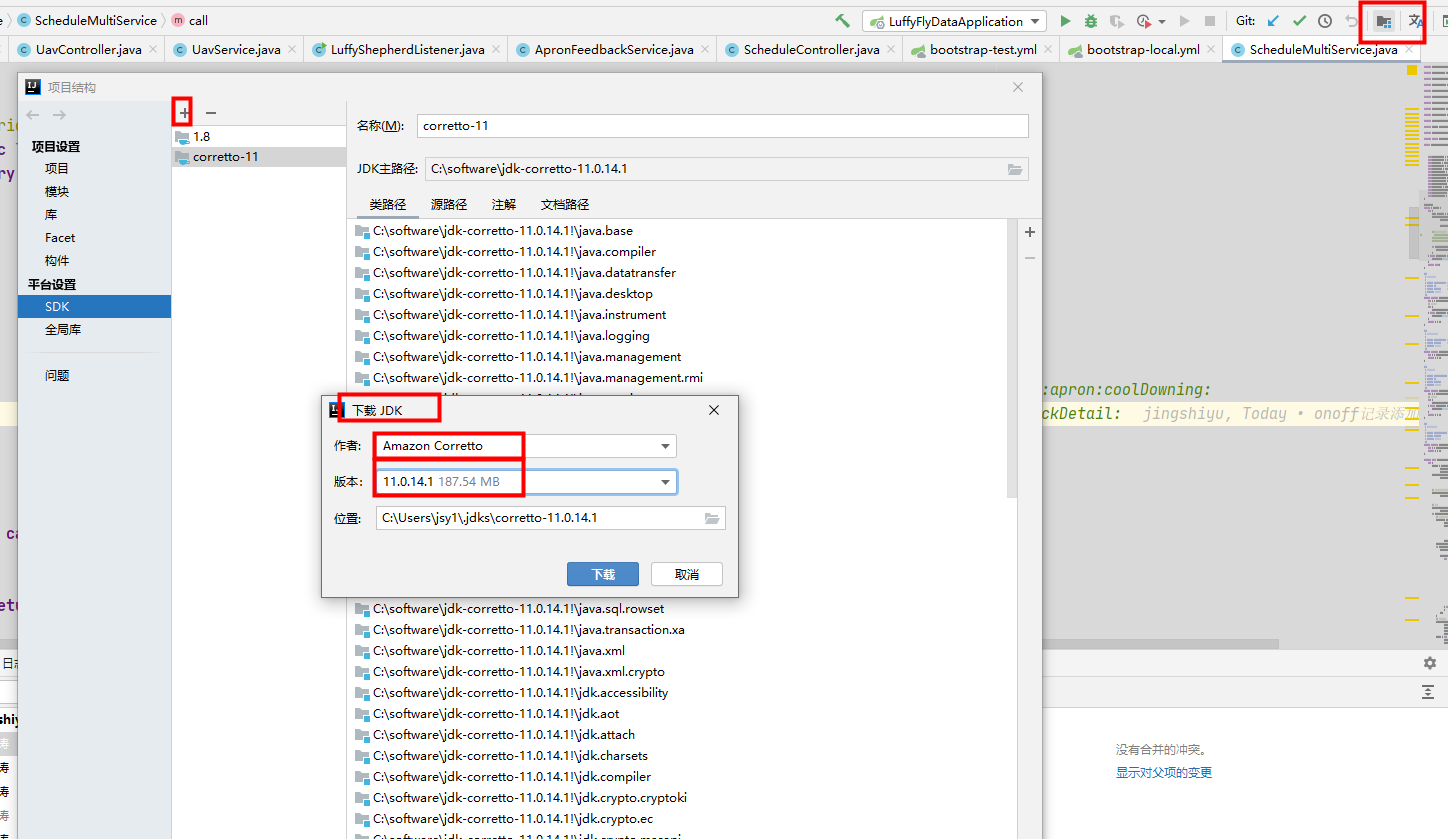 ScheduleMultiService call
LuffyFlyDataApplication Git:
UavController.java UavService.java LuffyShepherdListener.java ApronFeedbackService.java ScheduleController.java bootstrap-test.yml bootstrap-local.yml ScheduleMultiService.java
项目结构
项目设置
项目
模块
库
Facet
构件
平台设置
SDK
全局库
问题
1.8
corretto-11
名称(M): corretto-11
JDK主路径: C:\software\jdk-corretto-11.0.14.1
类路径 源路径 注解 文档路径
C:\software\jdk-corretto-11.0.14.1!\java.base
C:\software\jdk-corretto-11.0.14.1!\java.compiler
C:\software\jdk-corretto-11.0.14.1!\java.datatransfer
C:\software\jdk-corretto-11.0.14.1!\java.desktop
C:\software\jdk-corretto-11.0.14.1!\java.instrument
C:\software\jdk-corretto-11.0.14.1!\java.logging
C:\software\jdk-corretto-11.0.14.1!\java.management
C:\software\jdk-corretto-11.0.14.1!\java.management.rmi
下载 JDK
作者: Amazon Corretto
版本: 11.0.14.1 187.54 MB
位置: C:\Users\jsy1\.jdks\corretto-11.0.14.1
下载 取消
C:\software\jdk-corretto-11.0.14.1!\java.sql.rowset
C:\software\jdk-corretto-11.0.14.1!\java.transaction.xa
C:\software\jdk-corretto-11.0.14.1!\java.xml
C:\software\jdk-corretto-11.0.14.1!\java.xml.crypto
C:\software\jdk-corretto-11.0.14.1!\jdk.accessibility
C:\software\jdk-corretto-11.0.14.1!\jdk.aot
C:\software\jdk-corretto-11.0.14.1!\jdk.attach
C:\software\jdk-corretto-11.0.14.1!\jdk.charsets
C:\software\jdk-corretto-11.0.14.1!\jdk.compiler
C:\software\jdk-corretto-11.0.14.1!\jdk.crypto.cryptoki
C:\software\jdk-corretto-11.0.14.1!\jdk.crypto.ec
:apron:coolDowning:
ckDetail: jingshiyu, Today • onoff记录添加
没有合并的冲突。
显示对父项的变更